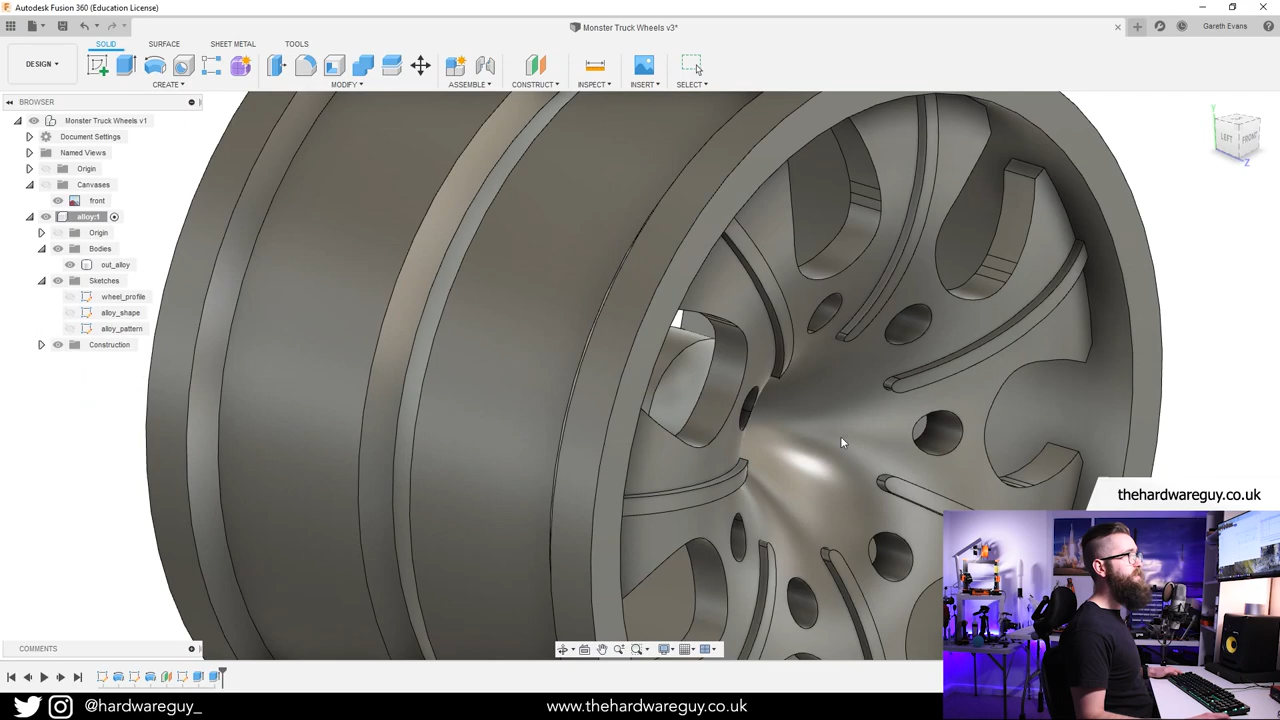 Autodesk Fusion 360 (Education License)
Monster Truck Wheels v3*
Gareth Evans
SOLID SURFACE SHEET METAL TOOLS
DESIGN
CREATE MODIFY ASSEMBLE CONSTRUCT INSPECT INSERT SELECT
BROWSER
Monster Truck Wheels v1
Document Settings
Named Views
Origin
Canvases
front
alloy:1
Origin
Bodies
out_alloy
Sketches
wheel_profile
alloy_shape
alloy_pattern
Construction
Y
LEFT FRONT
Z
thehardwareguy.co.uk
COMMENTS
@hardwareguy_
www.thehardwareguy.co.uk